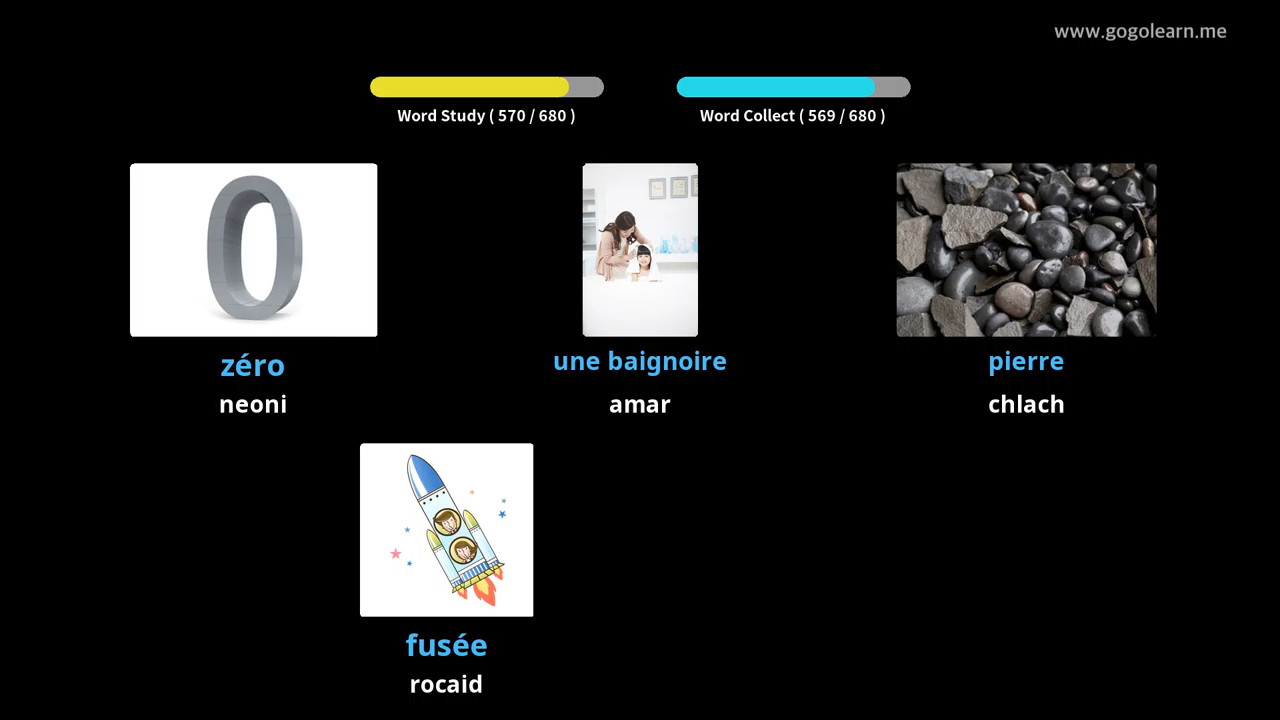 www.gogolearn.me
Word Study ( 570 / 680 )
Word Collect ( 569 / 680 )
zéro
neoni
une baignoire
amar
pierre
chlach
fusée
rocaid